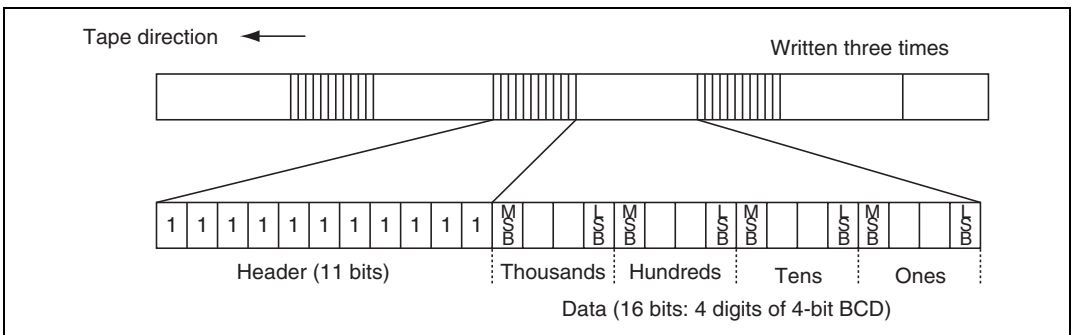 Tape direction
Written three times
1 1 1 1 1 1 1 1 1 1 1 MSB LSB MSB LSB MSB LSB MSB LSB
Header (11 bits) Thousands Hundreds Tens Ones
Data (16 bits: 4 digits of 4-bit BCD)